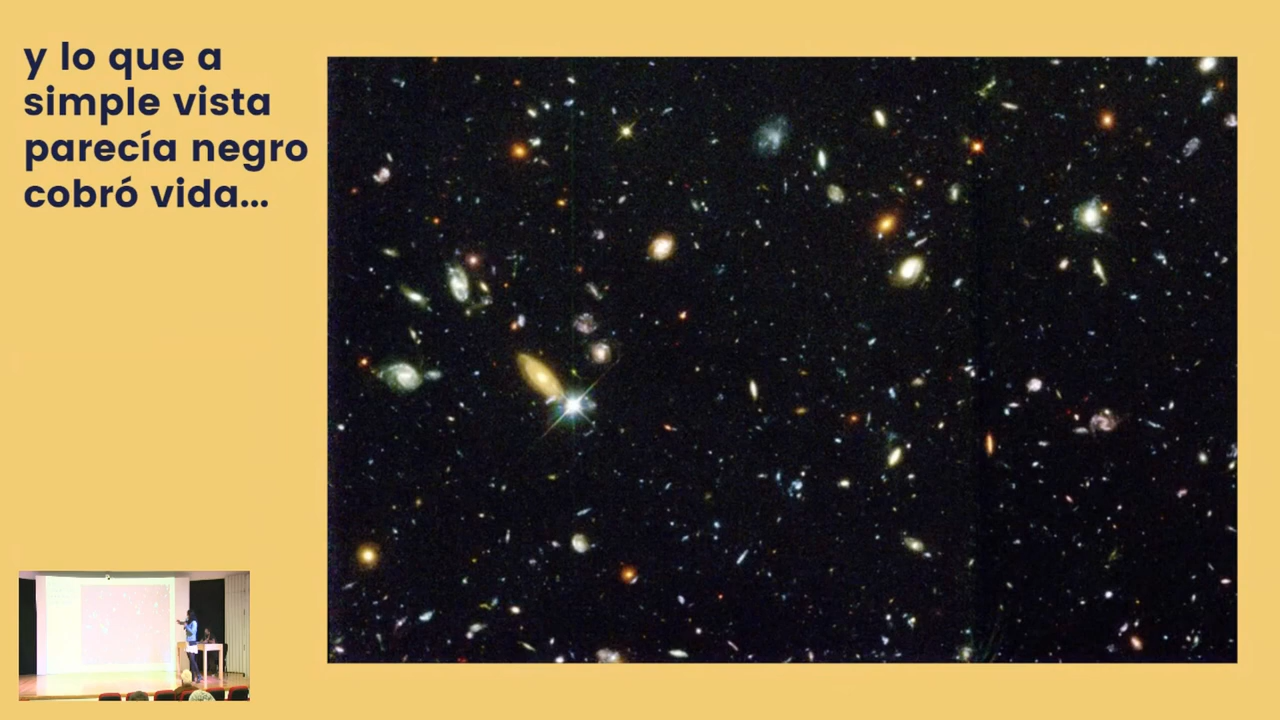 y lo que a
simple vista
parecía negro
cobró vida...